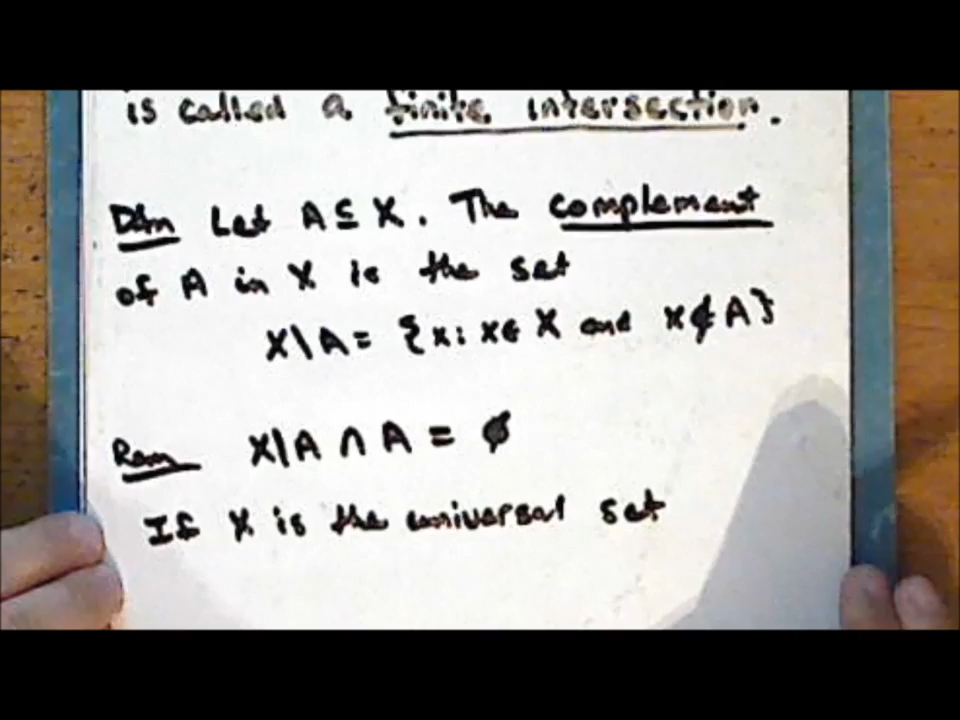 is called a finite intersection.
Dfn Let A ⊆ X. The complement
of A in X is the set
X\A = {x: x∈ X and x∉A}
Rem X\A ∩ A = ∅
If X is the universal set